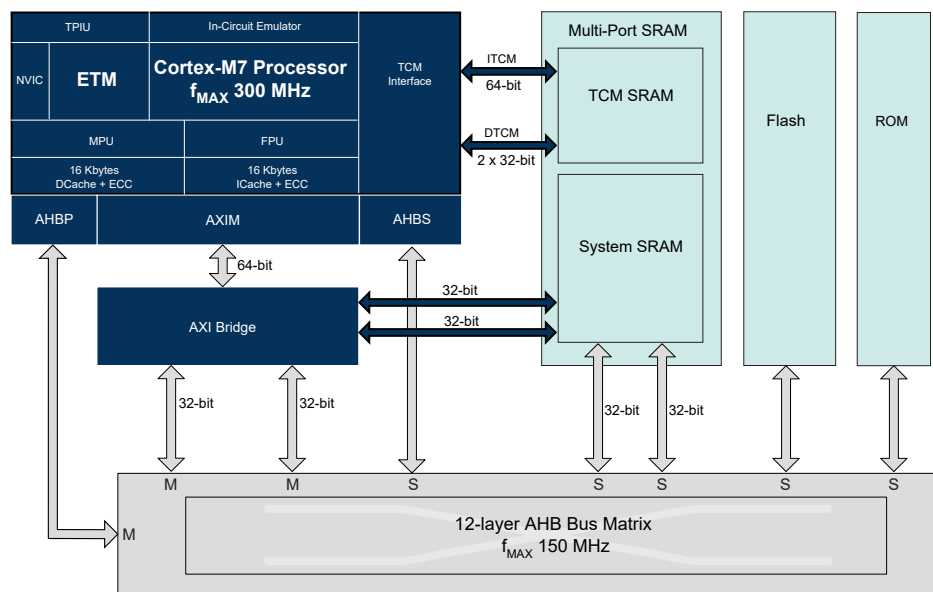 TPIU
In-Circuit Emulator
NVIC
ETM
Cortex-M7 Processor
fMAX 300 MHz
TCM
Interface
MPU
FPU
16 Kbytes
DCache + ECC
16 Kbytes
ICache + ECC
AHBP
AXIM
AHBS
ITCM
64-bit
DTCM
2 x 32-bit
Multi-Port SRAM
TCM SRAM
System SRAM
Flash
ROM
64-bit
AXI Bridge
32-bit
32-bit
32-bit
32-bit
32-bit
32-bit
M
M
S
S
S
S
S
M
12-layer AHB Bus Matrix
fMAX 150 MHz